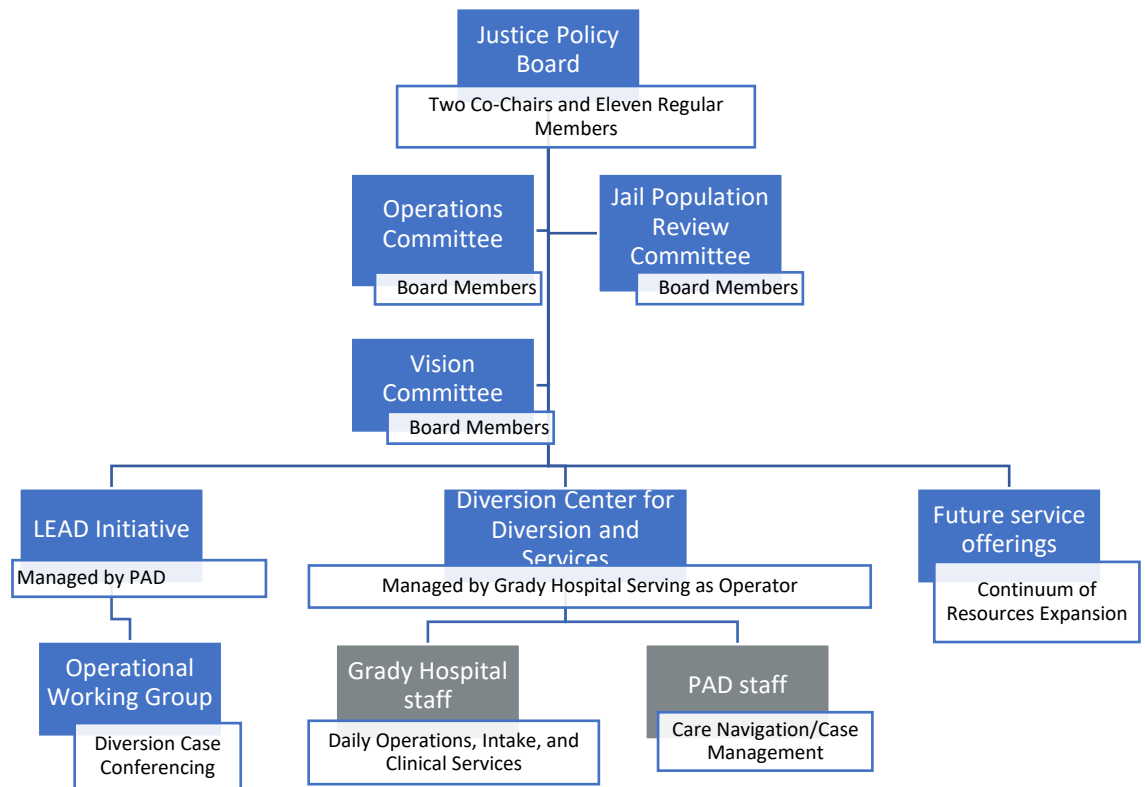 Justice Policy
Board
Two Co-Chairs and Eleven Regular
Members
Operations
Committee
Board Members
Jail Population
Review
Committee
Board Members
Vision
Committee
Board Members
LEAD Initiative
Managed by PAD
Diversion Center for
Diversion and
Services
Managed by Grady Hospital Serving as Operator
Future service
offerings
Continuum of
Resources Expansion
Operational
Working Group
Diversion Case
Conferencing
Grady Hospital
staff
Daily Operations, Intake, and
Clinical Services
PAD staff
Care Navigation/Case
Management